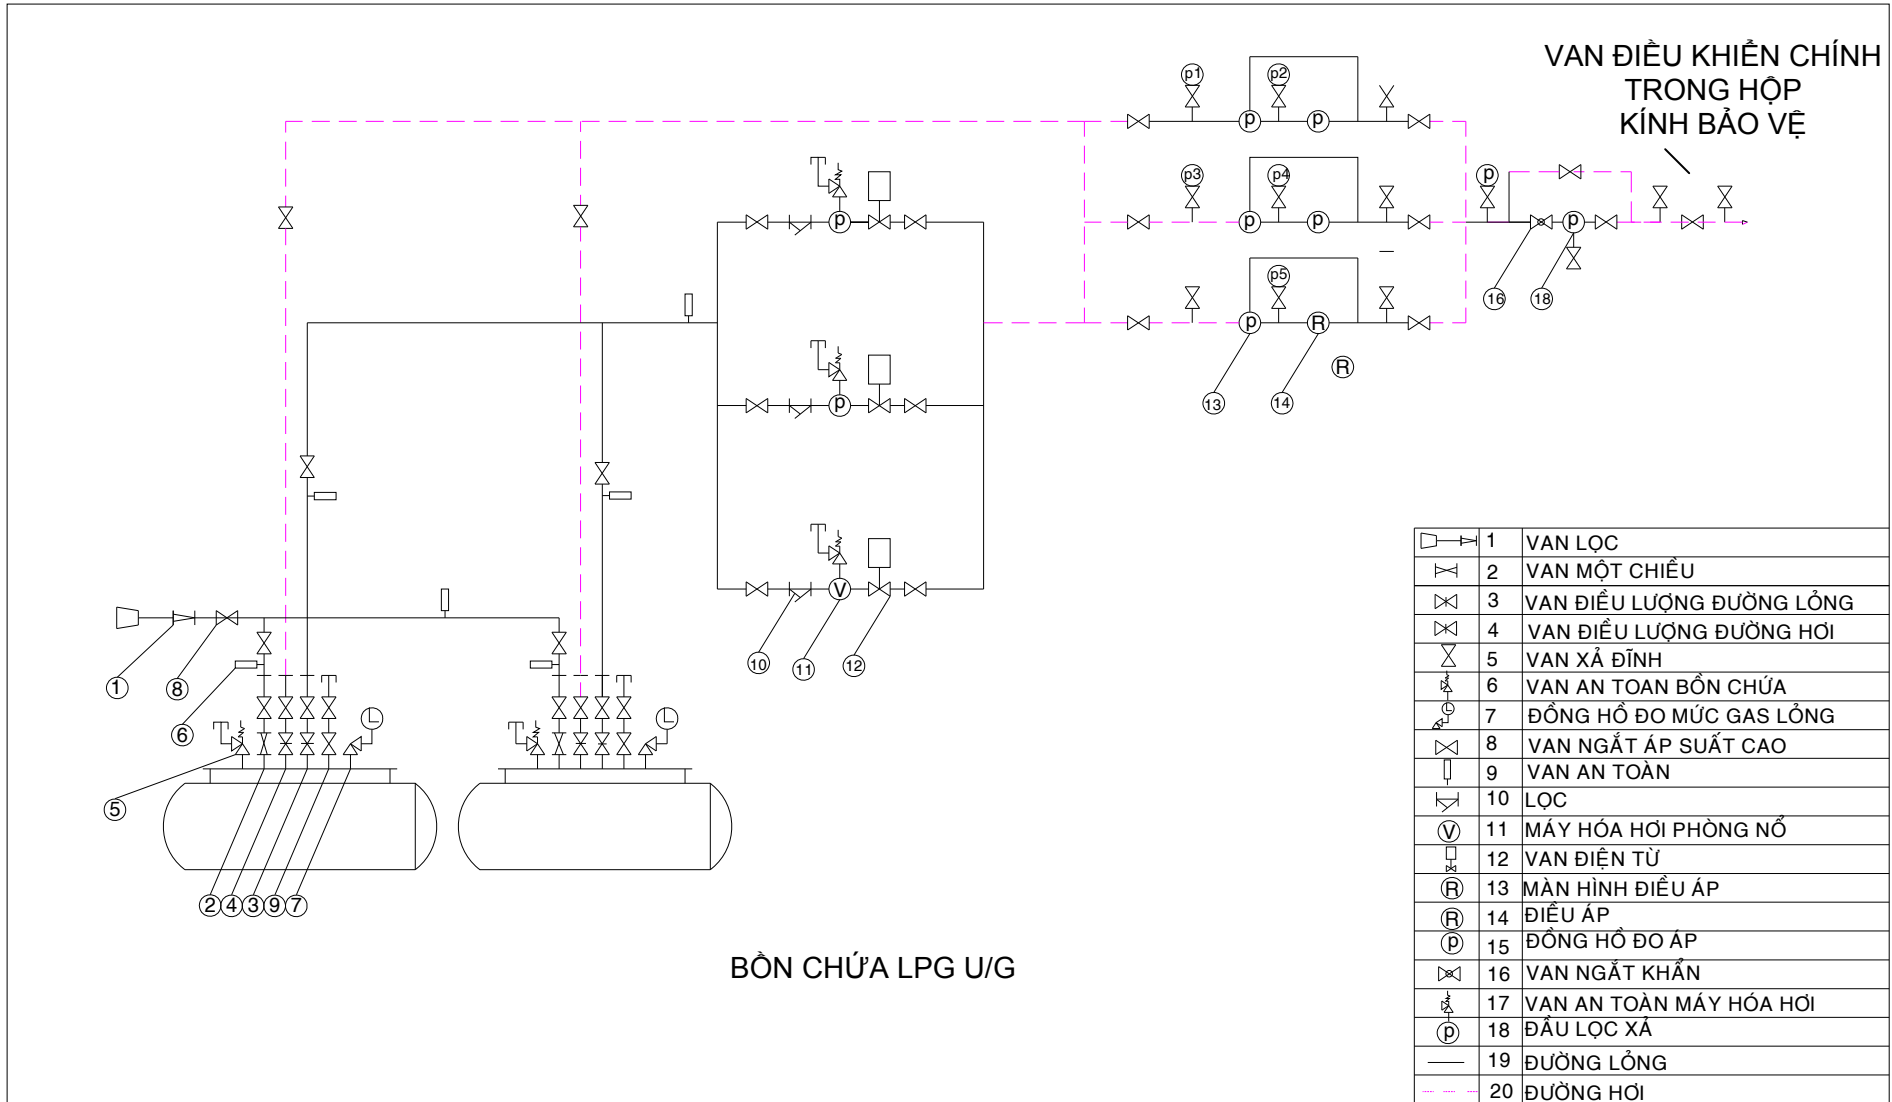 VAN ĐIỀU KHIỂN CHÍNH
TRONG HỘP
KÍNH BẢO VỆ
p1
p2
p
p
p3
p4
p
p
p
p
p5
p
R
R
16
18
13
14
p
p
V
10
11
12
1
8
6
5
2
4
3
9
7
BỒN CHỨA LPG U/G
1 VAN LỌC
2 VAN MỘT CHIỀU
3 VAN ĐIỀU LƯỢNG ĐƯỜNG LỎNG
4 VAN ĐIỀU LƯỢNG ĐƯỜNG HƠI
5 VAN XẢ ĐĨNH
6 VAN AN TOAN BỒN CHỨA
7 ĐỒNG HỒ ĐO MỨC GAS LỎNG
8 VAN NGẮT ÁP SUẤT CAO
9 VAN AN TOÀN
10 LỌC
V 11 MÁY HÓA HƠI PHÒNG NỔ
12 VAN ĐIỆN TỪ
R 13 MÀN HÌNH ĐIỀU ÁP
R 14 ĐIỀU ÁP
p 15 ĐỒNG HỒ ĐO ÁP
16 VAN NGẮT KHẨN
17 VAN AN TOÀN MÁY HÓA HƠI
p 18 ĐẦU LỌC XẢ
19 ĐƯỜNG LỎNG
20 ĐƯỜNG HƠI